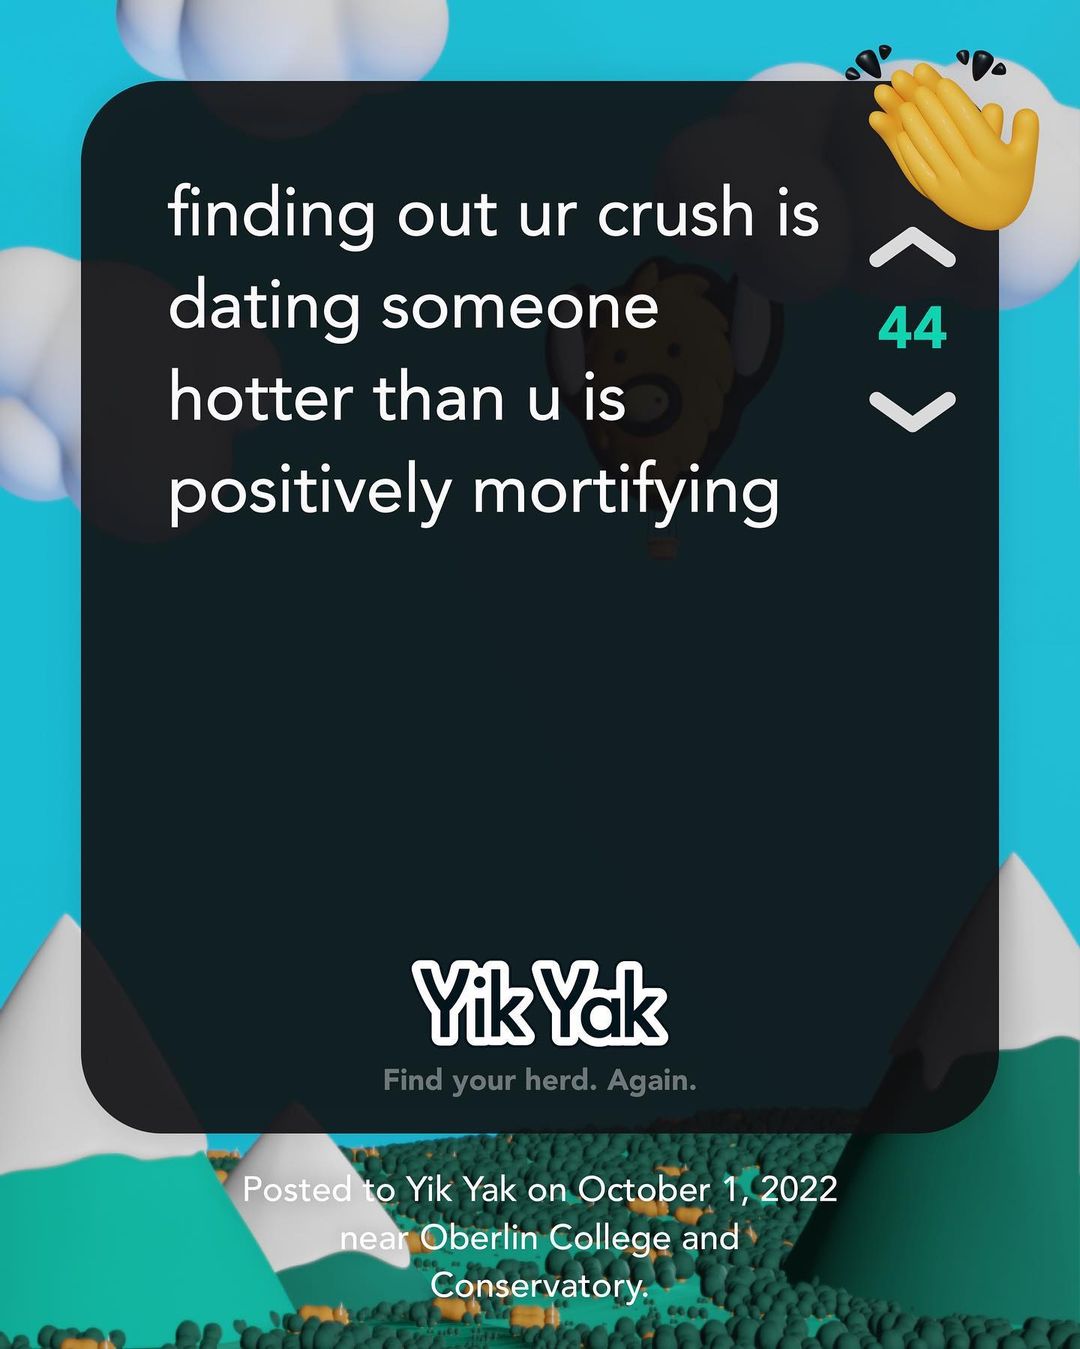 finding out ur crush is
dating someone
hotter than u is
positively mortifying
44
Yik Yak
Find your herd. Again.
Posted to Yik Yak on October 1, 2022
near Oberlin College and
Conservatory.